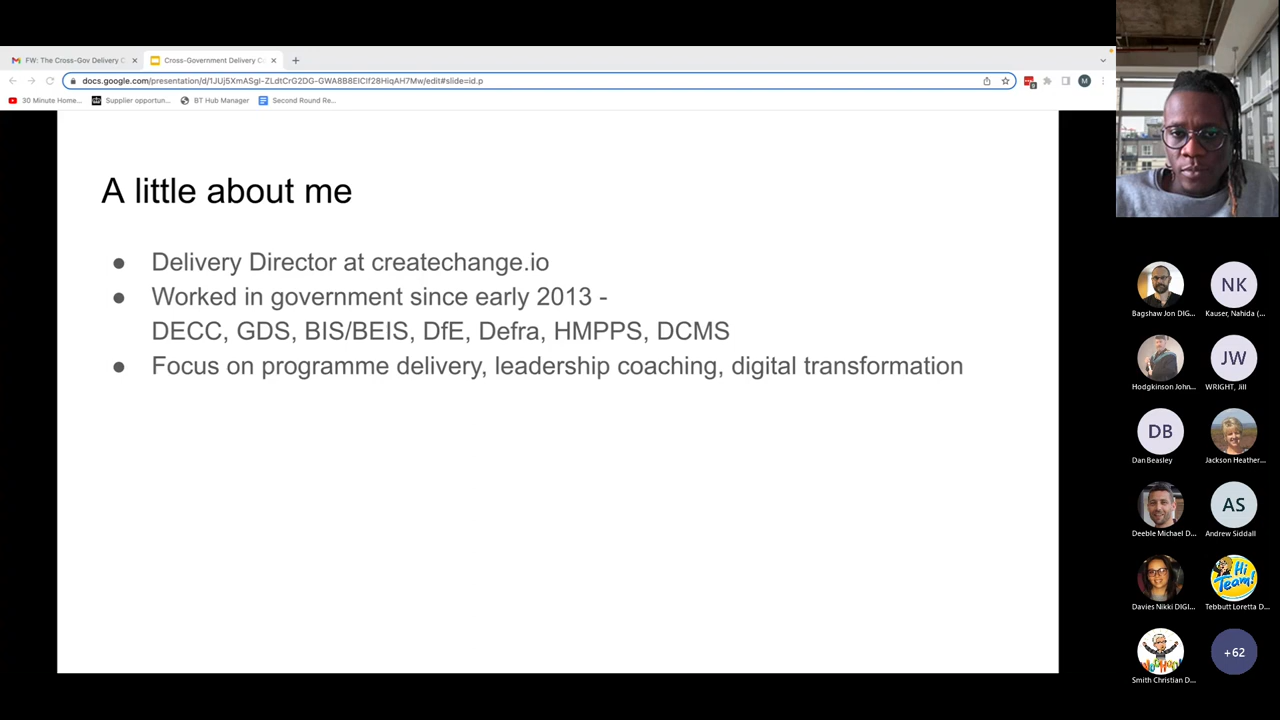 FW: The Cross-Gov Delivery C
Cross-Government Delivery C
docs.google.com/presentation/d/1JUj5XmASgI-ZLdtCrG2DG-GWA8B8EICIf28HiqAH7Mw/edit#slide=id.p
M
30 Minute Home...
Supplier opportun...
BT Hub Manager
Second Round Re...
A little about me
● Delivery Director at createchange.io
● Worked in government since early 2013 -
DECC, GDS, BIS/BEIS, DfE, Defra, HMPPS, DCMS
● Focus on programme delivery, leadership coaching, digital transformation
NK
Bagshaw Jon DIG...
Kauser, Nahida (...
JW
Hodgkinson John...
WRIGHT, Jill
DB
Dan Beasley
Jackson Heather...
AS
Deeble Michael D...
Andrew Siddall
Hi
Team!
Davies Nikki DIGI...
Tebbutt Loretta D...
+62
Smith Christian D...